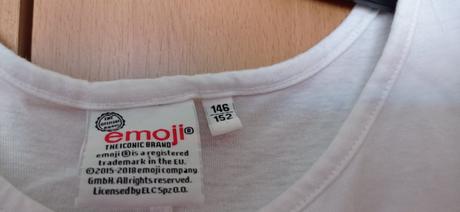 emoji®
THE ICONIC BRAND
emoji® is a registered
trademark in the EU.
©2015-2018 emoji company
GmbH. All rights reserved.
Licensed by ELC Sp z O.O.
146
152